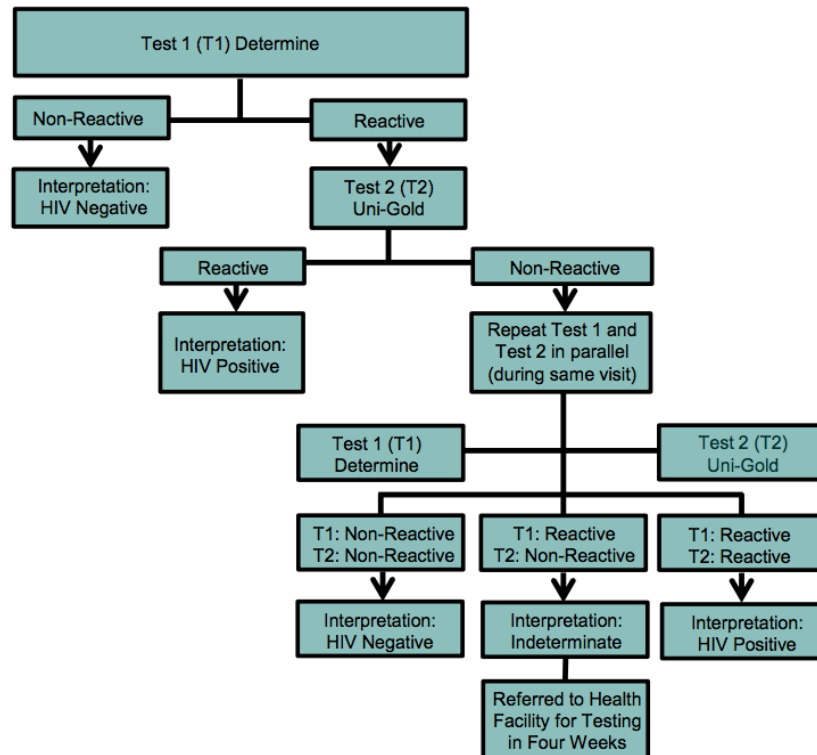 Test 1 (T1) Determine
Non-Reactive
Reactive
Interpretation:
HIV Negative
Test 2 (T2)
Uni-Gold
Reactive
Non-Reactive
Interpretation:
HIV Positive
Repeat Test 1 and
Test 2 in parallel
(during same visit)
Test 1 (T1)
Determine
Test 2 (T2)
Uni-Gold
T1: Non-Reactive
T2: Non-Reactive
T1: Reactive
T2: Non-Reactive
T1: Reactive
T2: Reactive
Interpretation:
HIV Negative
Interpretation:
Indeterminate
Interpretation:
HIV Positive
Referred to Health
Facility for Testing
in Four Weeks